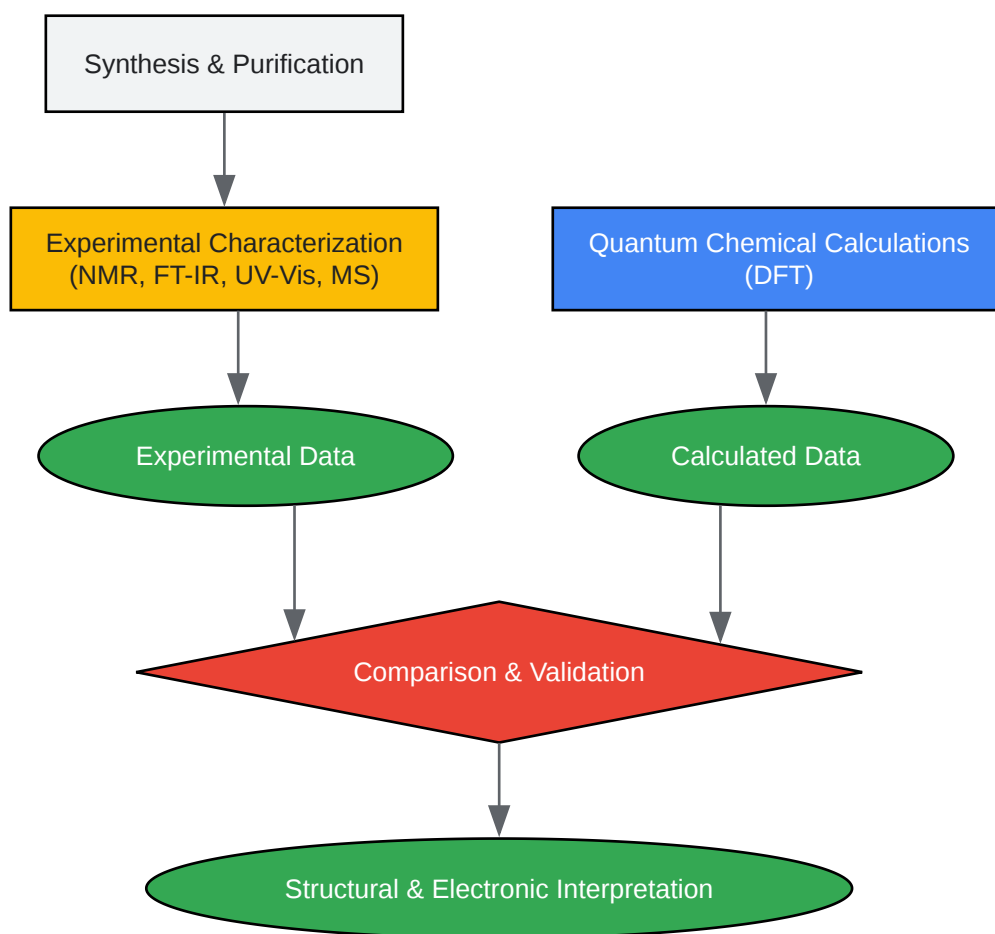 Synthesis & Purification
Experimental Characterization
(NMR, FT-IR, UV-Vis, MS)
Quantum Chemical Calculations
(DFT)
Experimental Data
Calculated Data
Comparison & Validation
Structural & Electronic Interpretation